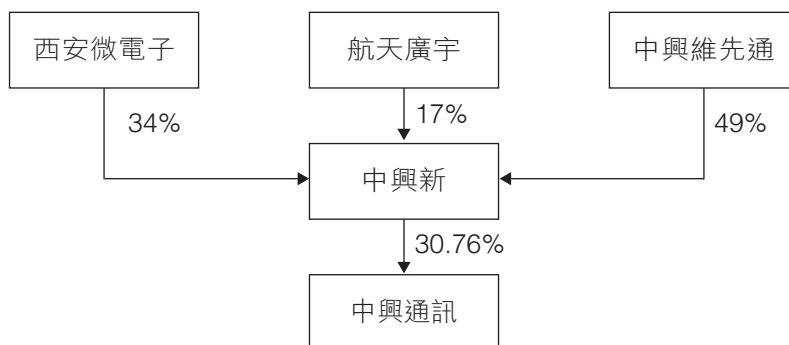 西安微電子
航天廣宇
中興維先通
34%
17%
49%
中興新
30.76%
中興通訊